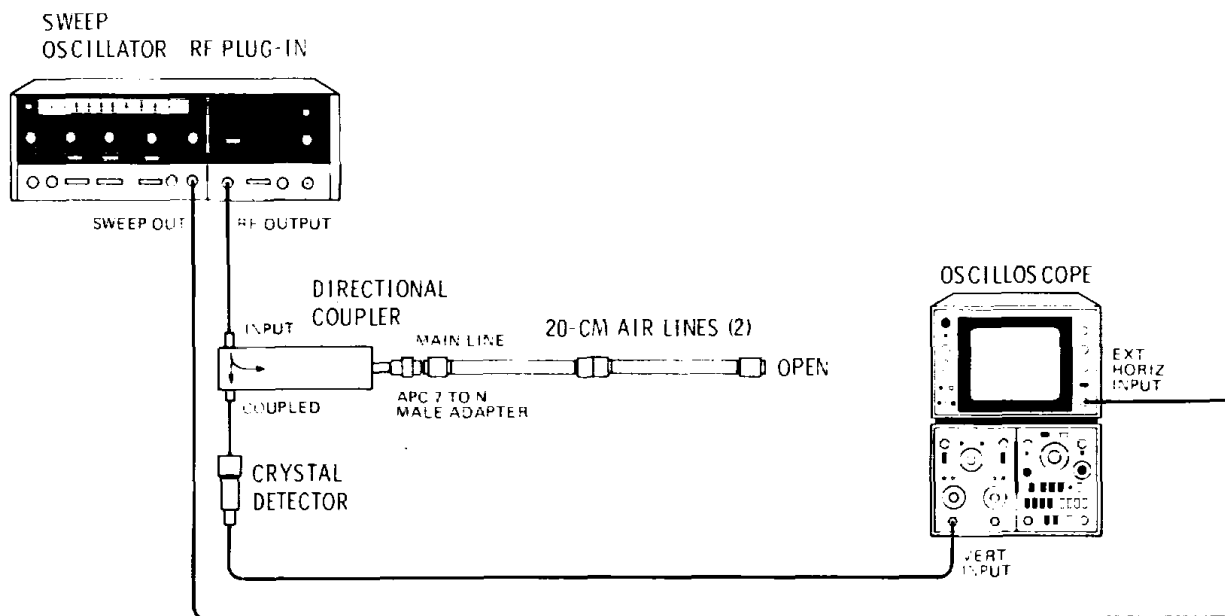 SWEEP
OSCILLATOR RF PLUG-IN
SWEEP OUT
RF OUTPUT
DIRECTIONAL
COUPLER
INPUT
MAIN LINE
20-CM AIR LINES (2)
OPEN
COUPLED
APC 7 TO N
MALE ADAPTER
CRYSTAL
DETECTOR
OSCILLOSCOPE
EXT
HORIZ
INPUT
VERT
INPUT